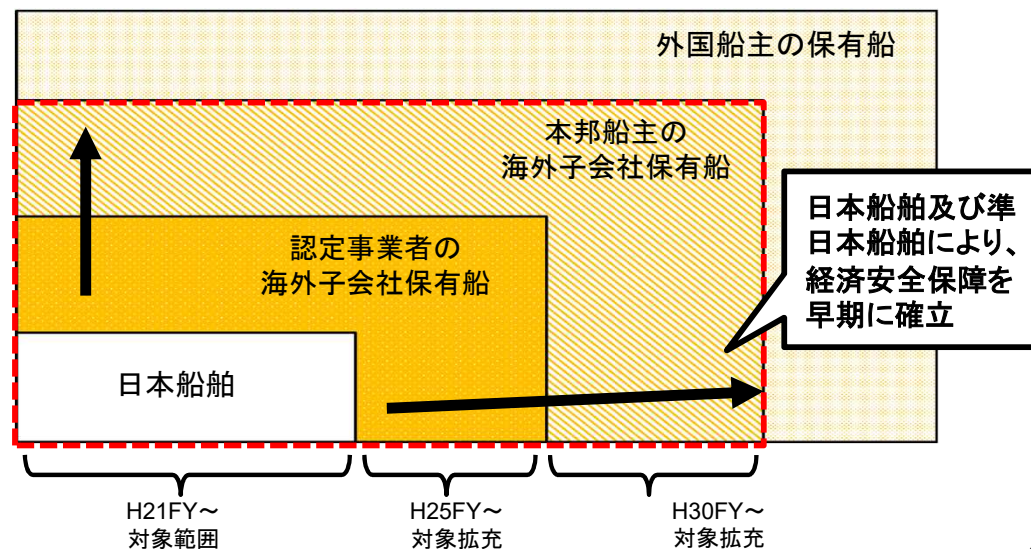 外国船主の保有船
本邦船主の
海外子会社保有船
認定事業者の
海外子会社保有船
日本船舶
日本船舶及び準
日本船舶により、
経済安全保障を
早期に確立
H21FY～
対象範囲
H25FY～
対象拡充
H30FY～
対象拡充